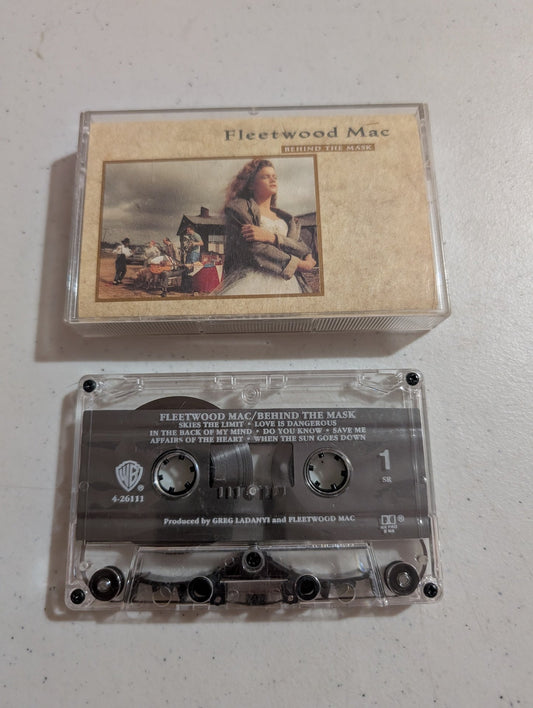 Fleetwood Mac
BEHIND THE MASK
FLEETWOOD MAC/BEHIND THE MASK
SKIES THE LIMIT • LOVE IS DANGEROUS
IN THE BACK OF MY MIND • DO YOU KNOW • SAVE ME
AFFAIRS OF THE HEART • WHEN THE SUN GOES DOWN
WB
4-26111
1
SR
Produced by GREG LADANYI and FLEETWOOD MAC